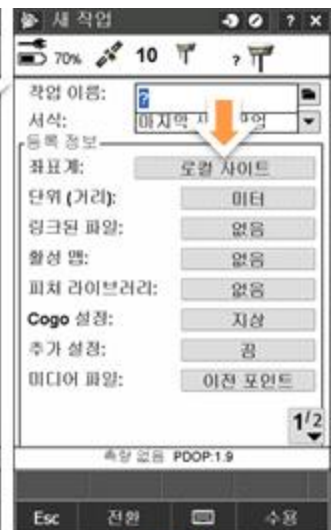 새 작업 ? X
70% 10 ?
작업 이름: ?
서식: 마지막
등록 정보
좌표계: 로컬 사이트
단위 (거리): 미터
링크된 파일: 없음
활성 맵: 없음
피처 라이브러리: 없음
Cogo 설정: 지상
추가 설정: 끔
미디어 파일: 이전 포인트
1/2
측량 없음 PDOP:1.9
Esc 전환 수용